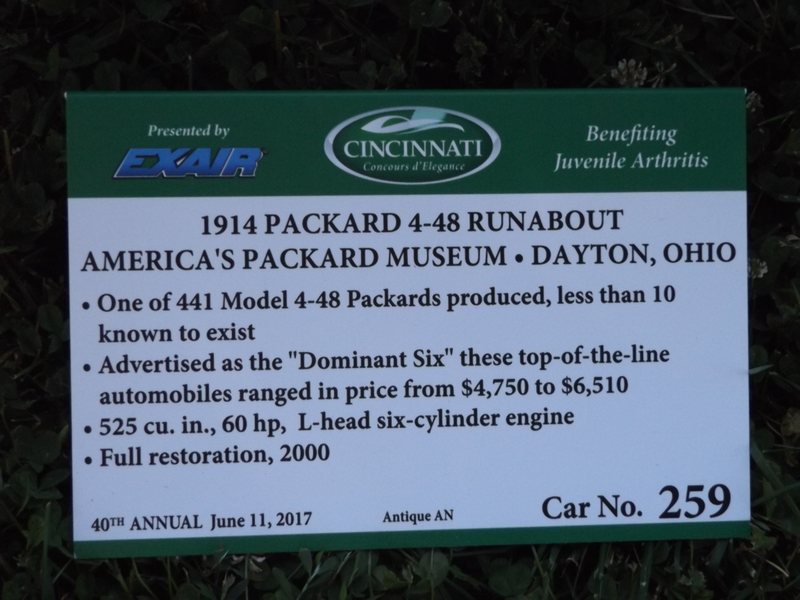 Presented by
EXAIR
CINCINNATI
Concours d'Elegance
Benefiting
Juvenile Arthritis
1914 PACKARD 4-48 RUNABOUT
AMERICA'S PACKARD MUSEUM • DAYTON, OHIO
• One of 441 Model 4-48 Packards produced, less than 10
known to exist
• Advertised as the "Dominant Six" these top-of-the-line
automobiles ranged in price from $4,750 to $6,510
• 525 cu. in., 60 hp, L-head six-cylinder engine
• Full restoration, 2000
40TH ANNUAL June 11, 2017
Antique AN
Car No. 259